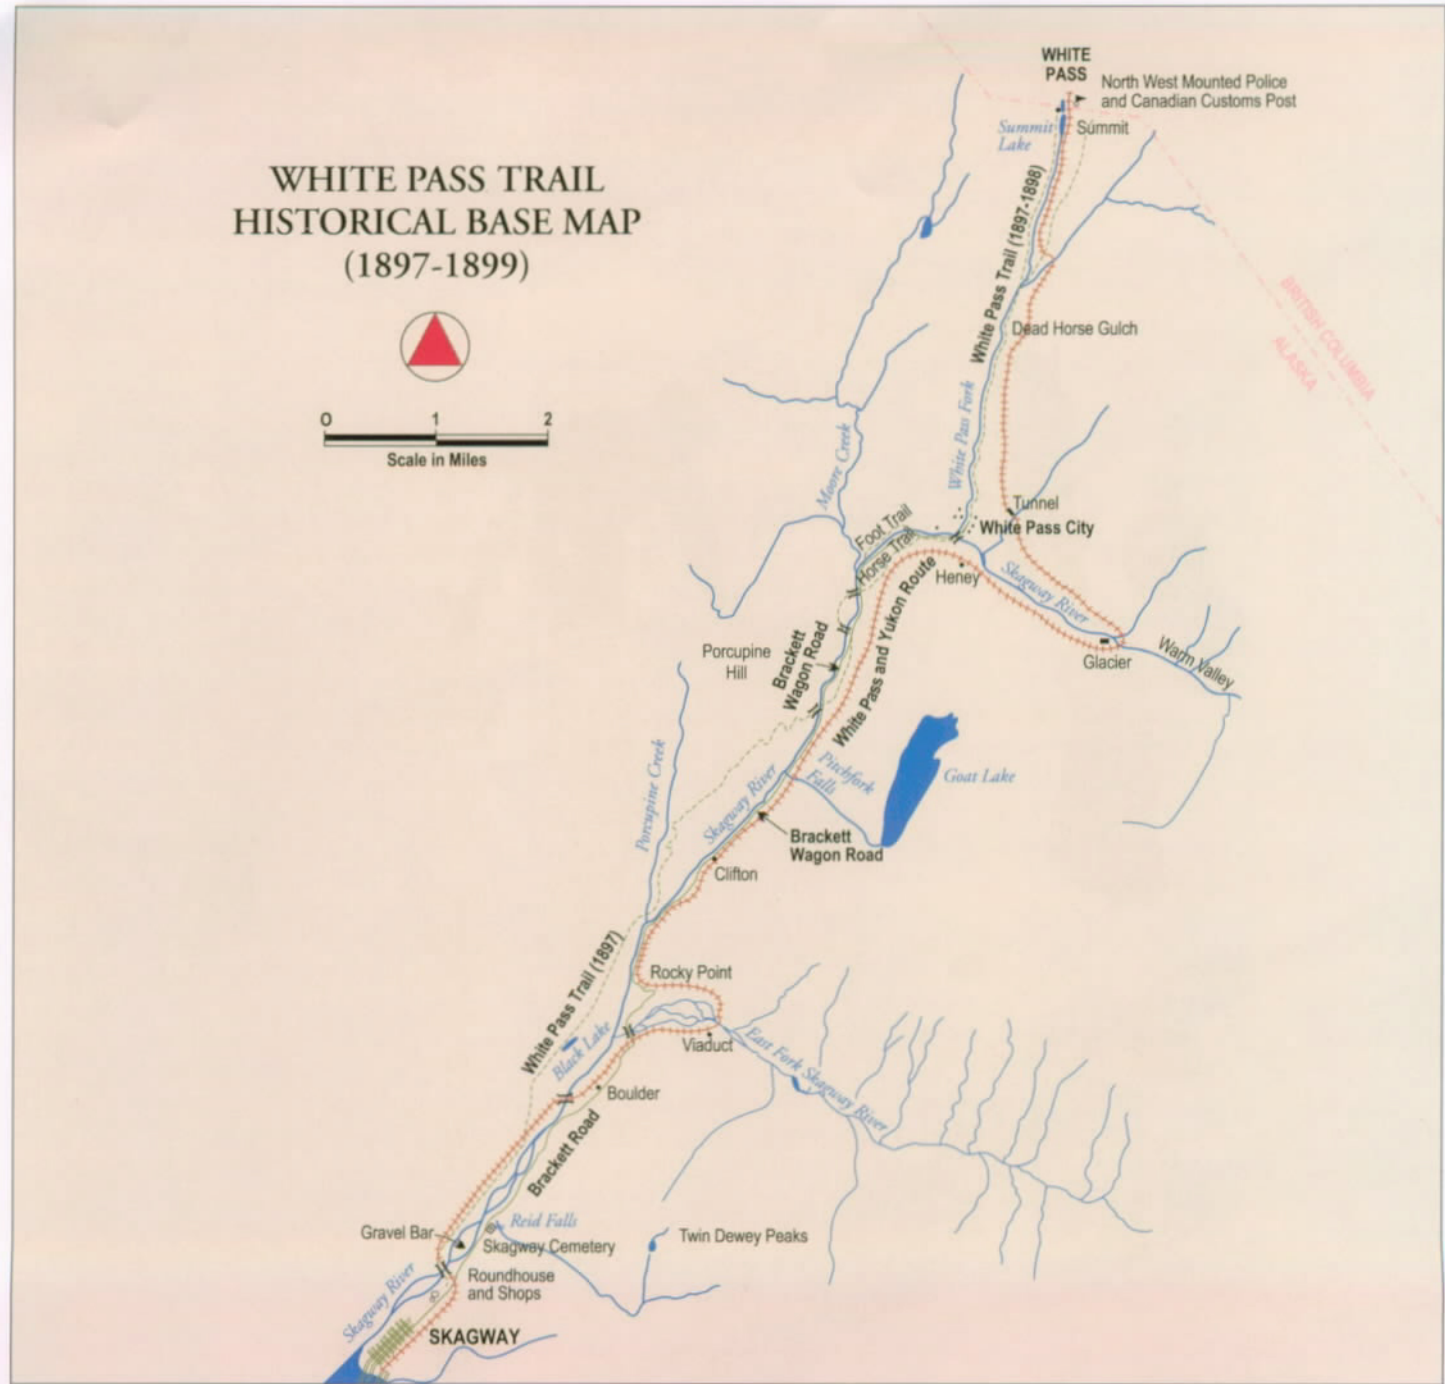 WHITE PASS TRAIL
HISTORICAL BASE MAP
(1897-1899)
0 1 2
Scale in Miles
WHITE
PASS
North West Mounted Police
and Canadian Customs Post
Summit
Lake
Summit
White Pass Trail (1897-1898)
BRITISH COLUMBIA
ALASKA
Dead Horse Gulch
White Pass Fork
Moore Creek
Tunnel
White Pass City
Foot Trail
Horse Trail
Heney
Skagway River
Glacier
Warm Valley
White Pass and Yukon Route
Porcupine
Hill
Brackett
Wagon Road
Porcupine Creek
Skagway River
Pitchfork
Falls
Goat Lake
Brackett
Wagon Road
Clifton
White Pass Trail (1897)
Rocky Point
Black Lake
Viaduct
East Fork Skagway River
Boulder
Brackett Road
Gravel Bar
Reid Falls
Skagway Cemetery
Twin Dewey Peaks
Skagway River
Roundhouse
and Shops
SKAGWAY